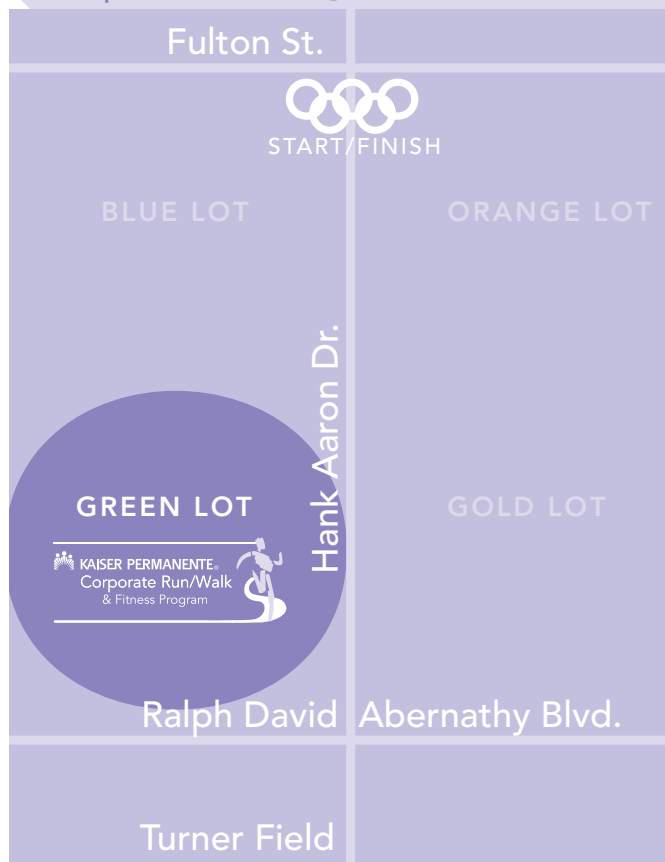 Fulton St.
START/FINISH
BLUE LOT
ORANGE LOT
Hank Aaron Dr.
GREEN LOT
GOLD LOT
KAISER PERMANENTE®
Corporate Run/Walk
& Fitness Program
Ralph David Abernathy Blvd.
Turner Field